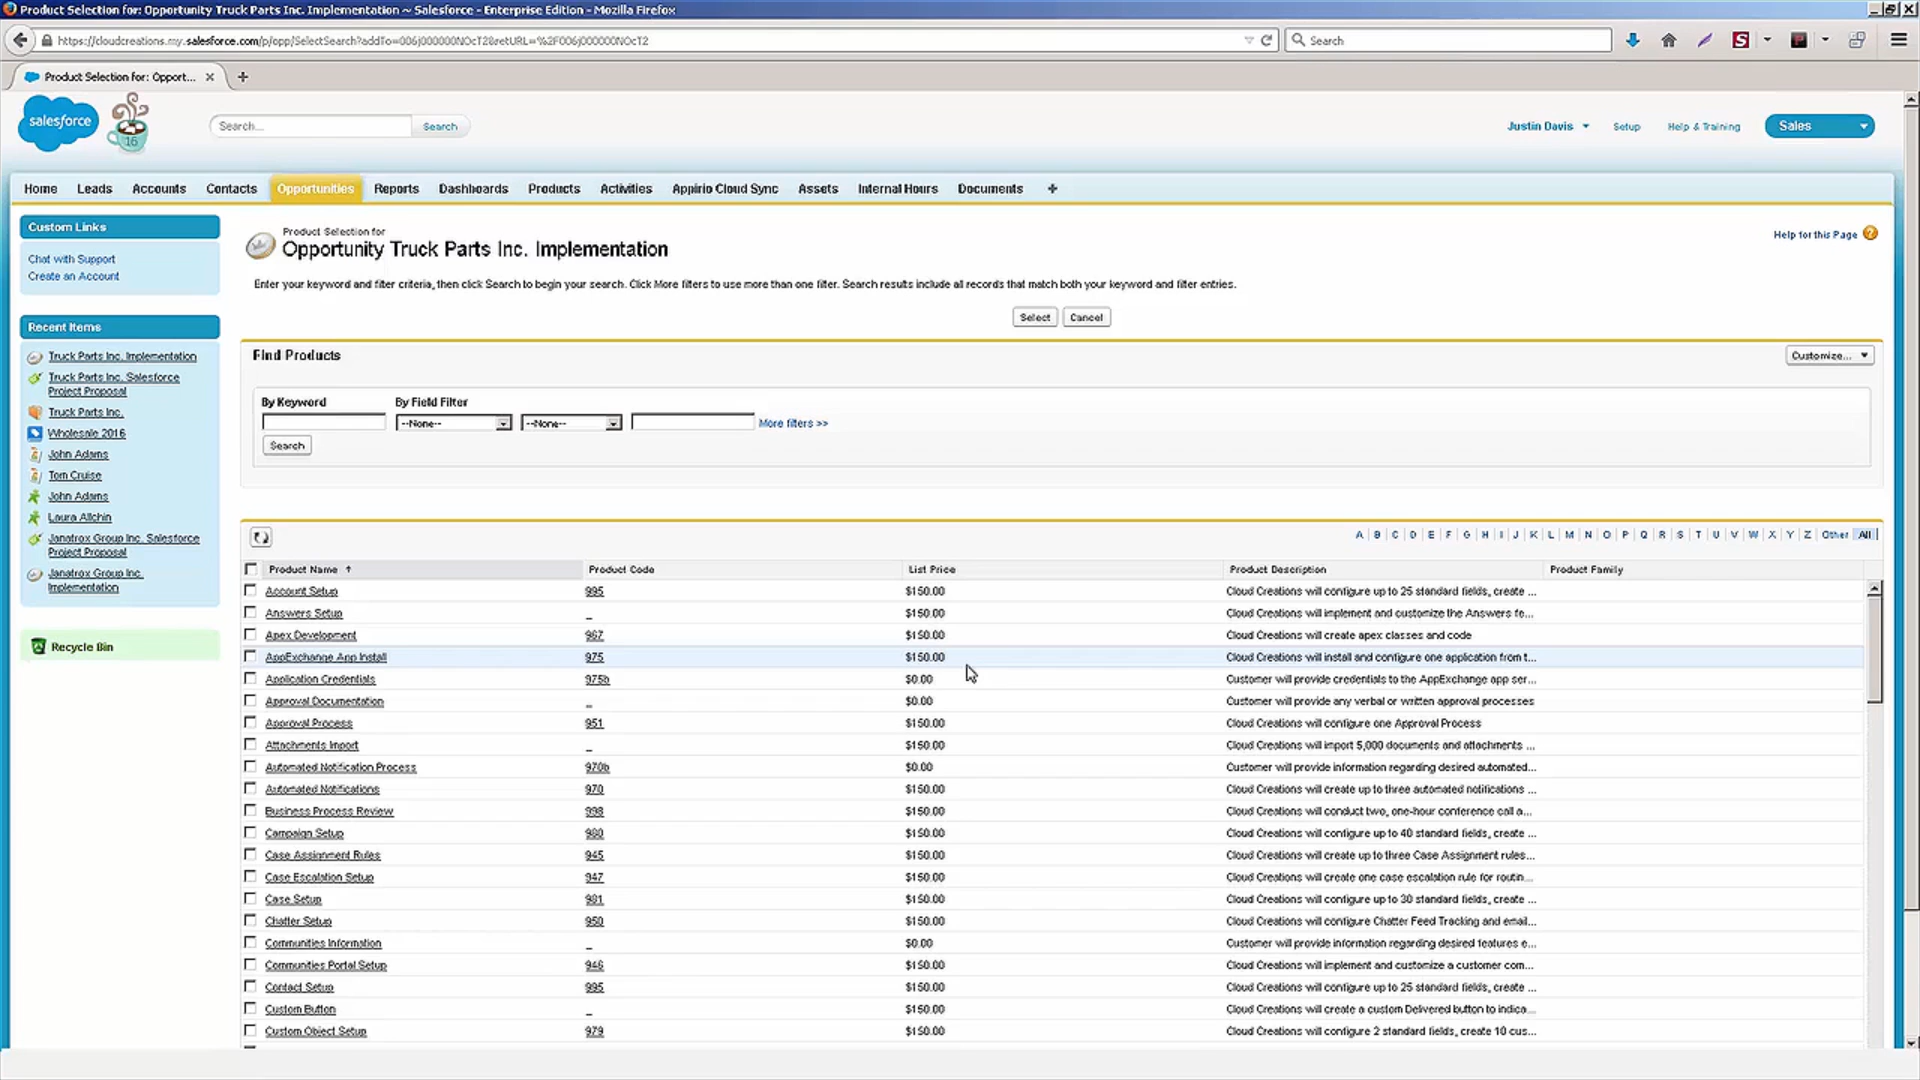 Product Selection for: Opportunity Truck Parts Inc. Implementation ~ Salesforce - Enterprise Edition - Mozilla Firefox
https://cloudcreations.my.salesforce.com/p/opp/SelectSearch?addTo=006j000000NOcT2&retURL=%2F006j000000NOcT2
Search
Product Selection for: Opport...
salesforce
16
Search...
Search
Justin Davis
Setup
Help & Training
Sales
Home Leads Accounts Contacts Opportunities Reports Dashboards Products Activities Appirio Cloud Sync Assets Internal Hours Documents +
Custom Links
Chat with Support
Create an Account
Recent Items
Truck Parts Inc. Implementation
Truck Parts Inc. Salesforce
Project Proposal
Truck Parts Inc.
Wholesale 2016
John Adams
Tom Cruise
John Adams
Laura Allchin
Janatrox Group Inc. Salesforce
Project Proposal
Janatrox Group Inc.
Implementation
Recycle Bin
Product Selection for
Opportunity Truck Parts Inc. Implementation
Help for this Page ?
Enter your keyword and filter criteria, then click Search to begin your search. Click More filters to use more than one filter. Search results include all records that match both your keyword and filter entries.
Select Cancel
Find Products
Customize...
By Keyword By Field Filter
--None-- --None-- More filters >>
Search
A | B | C | D | E | F | G | H | I | J | K | L | M | N | O | P | Q | R | S | T | U | V | W | X | Y | Z | Other | All
Product Name Product Code List Price Product Description Product Family
Account Setup 995 $150.00 Cloud Creations will configure up to 25 standard fields, create ...
Answers Setup _ $150.00 Cloud Creations will implement and customize the Answers fe...
Apex Development 967 $150.00 Cloud Creations will create apex classes and code
AppExchange App Install 975 $150.00 Cloud Creations will install and configure one application from t...
Application Credentials 975b $0.00 Customer will provide credentials to the AppExchange app ser...
Approval Documentation _ $0.00 Customer will provide any verbal or written approval processes
Approval Process 951 $150.00 Cloud Creations will configure one Approval Process
Attachments Import _ $150.00 Cloud Creations will import 5,000 documents and attachments ...
Automated Notification Process 970b $0.00 Customer will provide information regarding desired automated...
Automated Notifications 970 $150.00 Cloud Creations will create up to three automated notifications ...
Business Process Review 998 $150.00 Cloud Creations will conduct two, one-hour conference call a...
Campaign Setup 980 $150.00 Cloud Creations will configure up to 40 standard fields, create ...
Case Assignment Rules 945 $150.00 Cloud Creations will create up to three Case Assignment rules...
Case Escalation Setup 947 $150.00 Cloud Creations will create one case escalation rule for routin...
Case Setup 981 $150.00 Cloud Creations will configure up to 30 standard fields, create ...
Chatter Setup 950 $150.00 Cloud Creations will configure Chatter Feed Tracking and email...
Communities Information _ $0.00 Customer will provide information regarding desired features e...
Communities Portal Setup 946 $150.00 Cloud Creations will implement and customize a customer com...
Contact Setup 995 $150.00 Cloud Creations will configure up to 25 standard fields, create ...
Custom Button _ $150.00 Cloud Creations will create a custom Delivered button to indica...
Custom Object Setup 979 $150.00 Cloud Creations will configure 2 standard fields, create 10 cus...